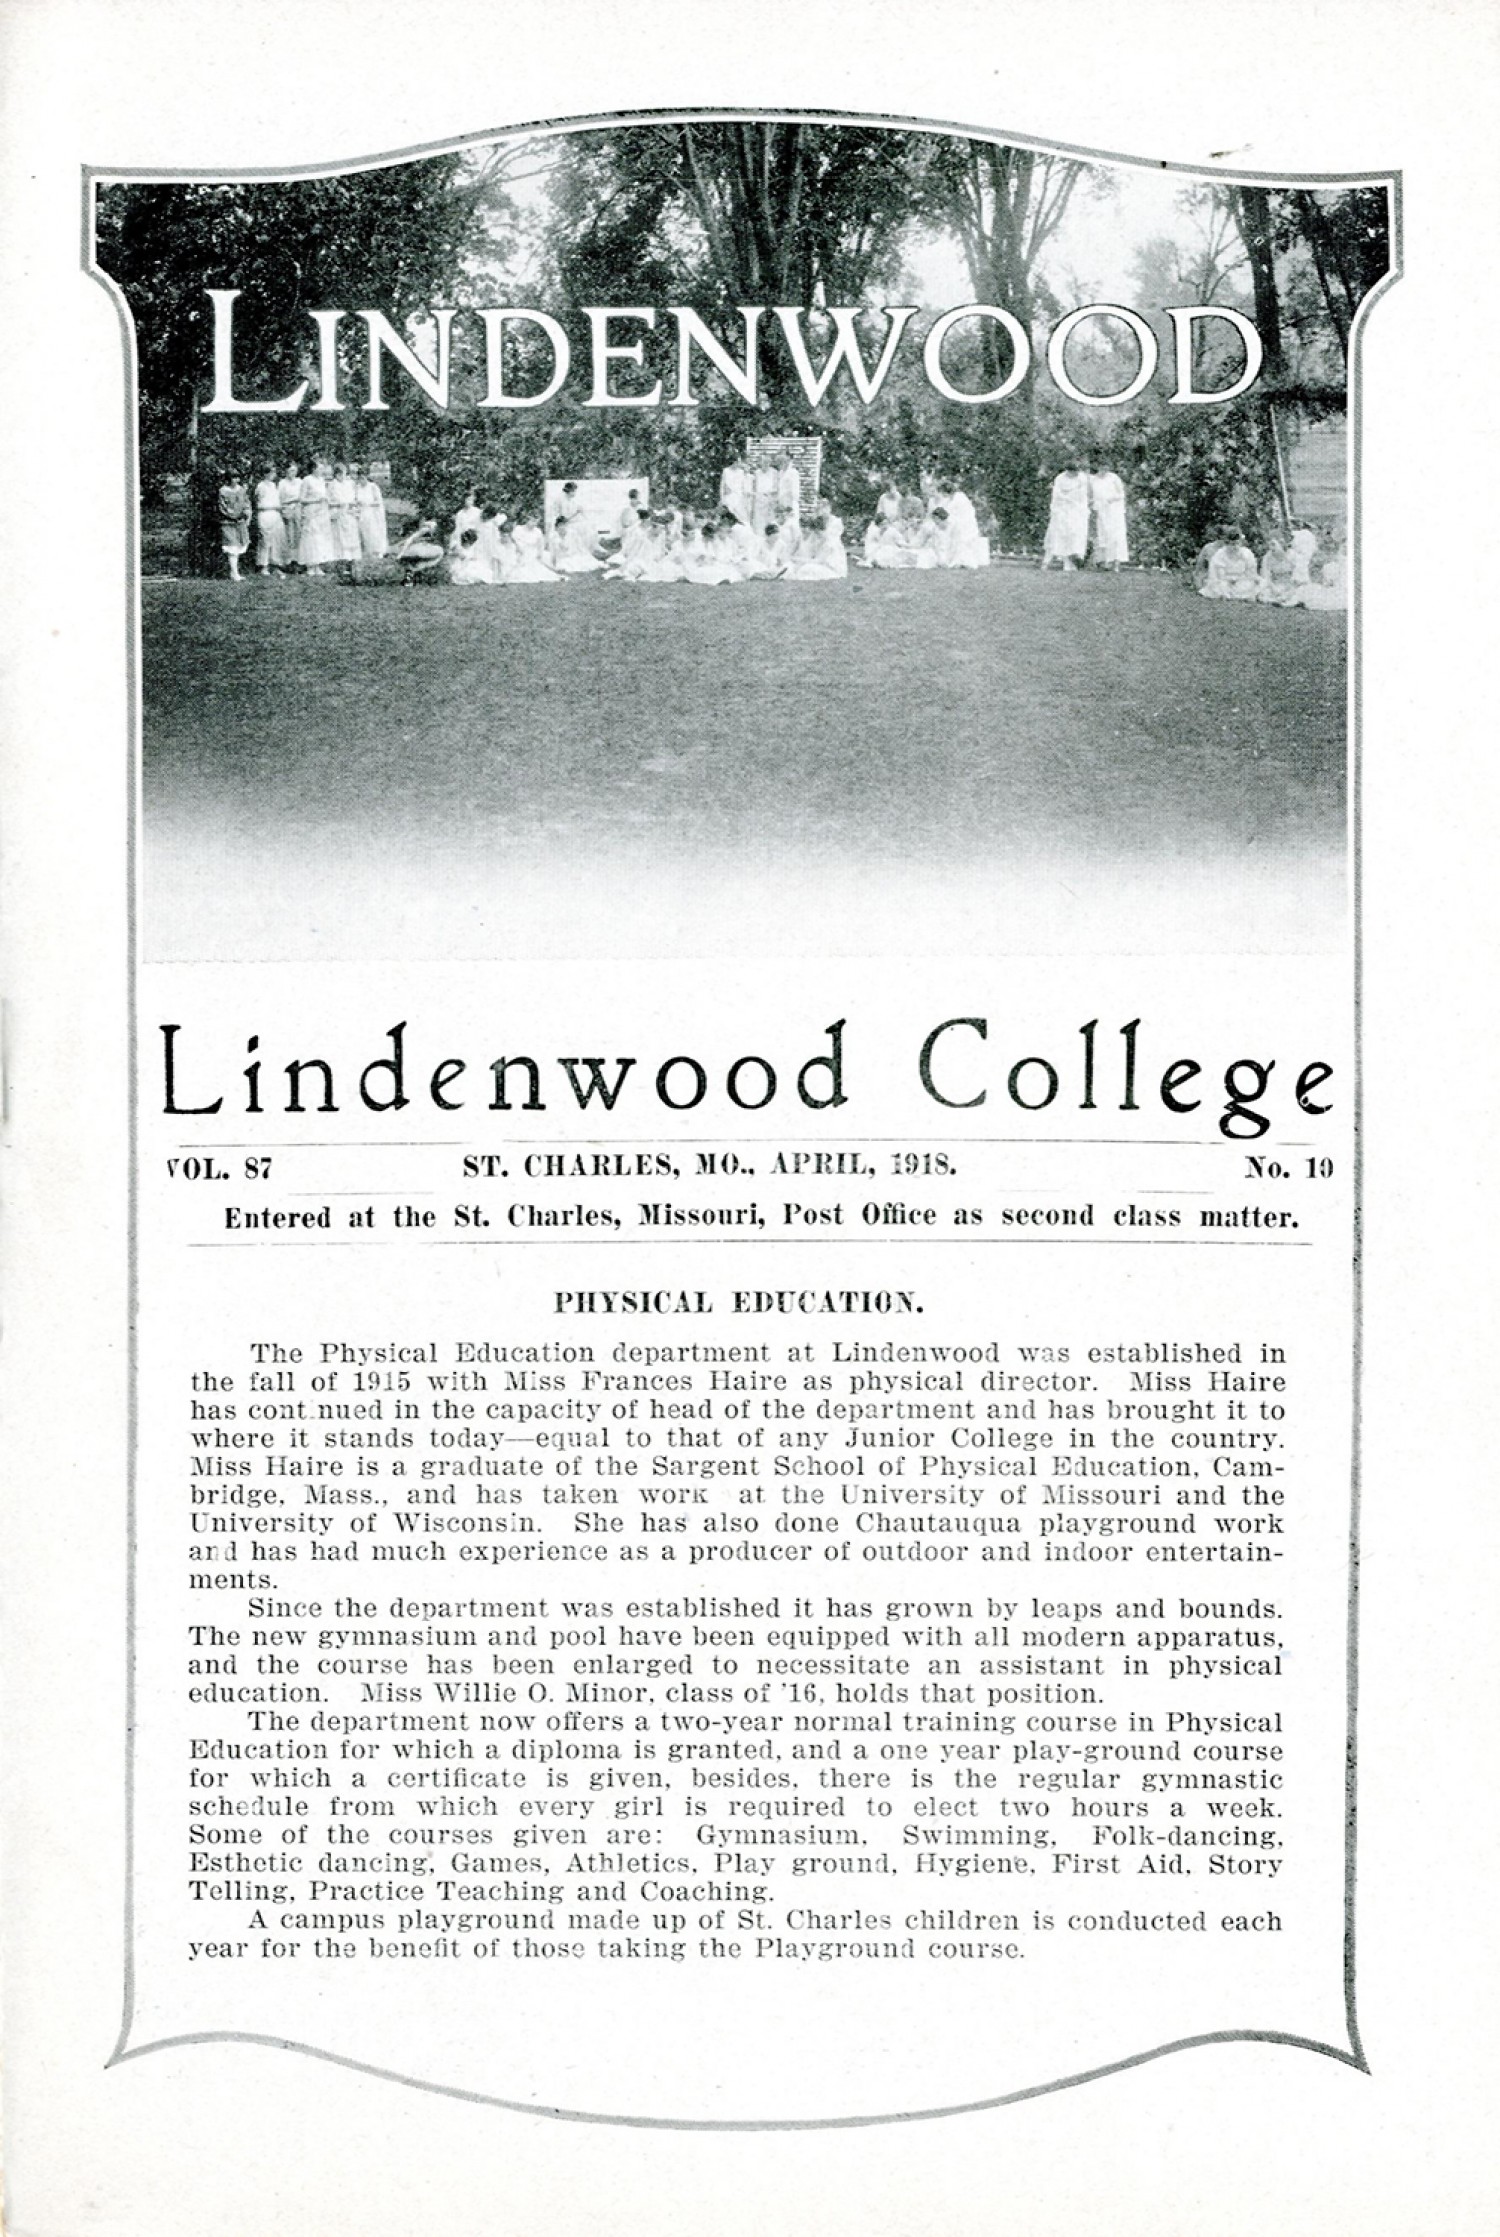 LINDENWOOD
Lindenwood College
VOL. 87 ST. CHARLES, MO., APRIL, 1918. No. 10
Entered at the St. Charles, Missouri, Post Office as second class matter.
PHYSICAL EDUCATION.
The Physical Education department at Lindenwood was established in
the fall of 1915 with Miss Frances Haire as physical director. Miss Haire
has continued in the capacity of head of the department and has brought it to
where it stands today—equal to that of any Junior College in the country.
Miss Haire is a graduate of the Sargent School of Physical Education, Cam-
bridge, Mass., and has taken work at the University of Missouri and the
University of Wisconsin. She has also done Chautauqua playground work
and has had much experience as a producer of outdoor and indoor entertain-
ments.
Since the department was established it has grown by leaps and bounds.
The new gymnasium and pool have been equipped with all modern apparatus,
and the course has been enlarged to necessitate an assistant in physical
education. Miss Willie O. Minor, class of '16, holds that position.
The department now offers a two-year normal training course in Physical
Education for which a diploma is granted, and a one year play-ground course
for which a certificate is given, besides, there is the regular gymnastic
schedule from which every girl is required to elect two hours a week.
Some of the courses given are: Gymnasium, Swimming, Folk-dancing,
Esthetic dancing, Games, Athletics, Play ground, Hygiene, First Aid, Story
Telling, Practice Teaching and Coaching.
A campus playground made up of St. Charles children is conducted each
year for the benefit of those taking the Playground course.